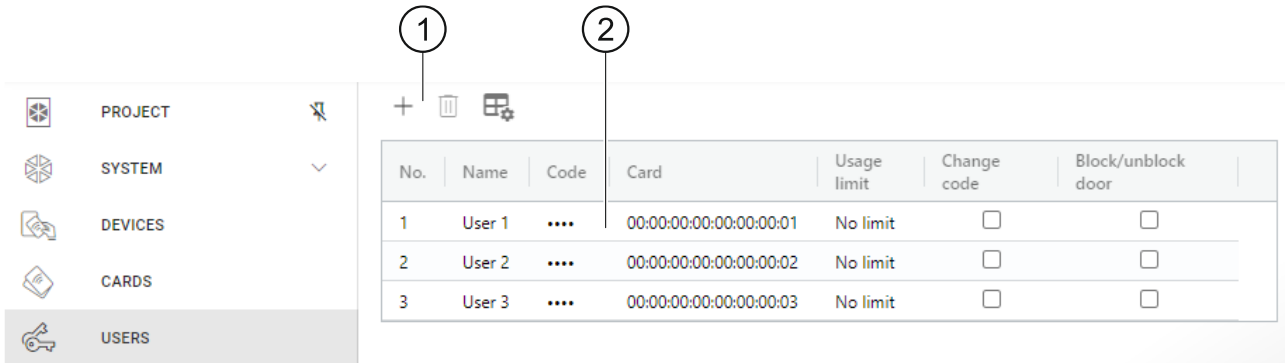 1 2
PROJECT
SYSTEM
DEVICES
CARDS
USERS
No. Name Code Card Usage limit Change code Block/unblock door
1 User 1 •••• 00:00:00:00:00:00:00:01 No limit
2 User 2 •••• 00:00:00:00:00:00:00:02 No limit
3 User 3 •••• 00:00:00:00:00:00:00:03 No limit